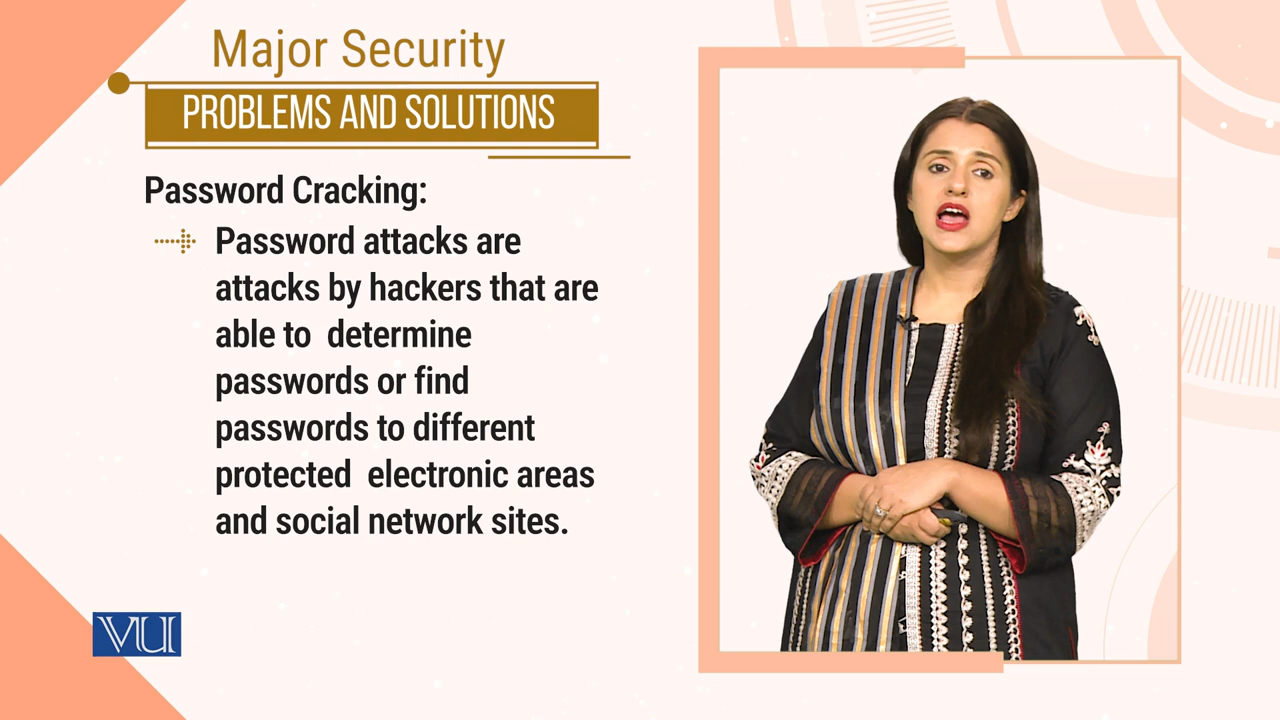 Major Security
PROBLEMS AND SOLUTIONS
Password Cracking:
Password attacks are
attacks by hackers that are
able to determine
passwords or find
passwords to different
protected electronic areas
and social network sites.
VU